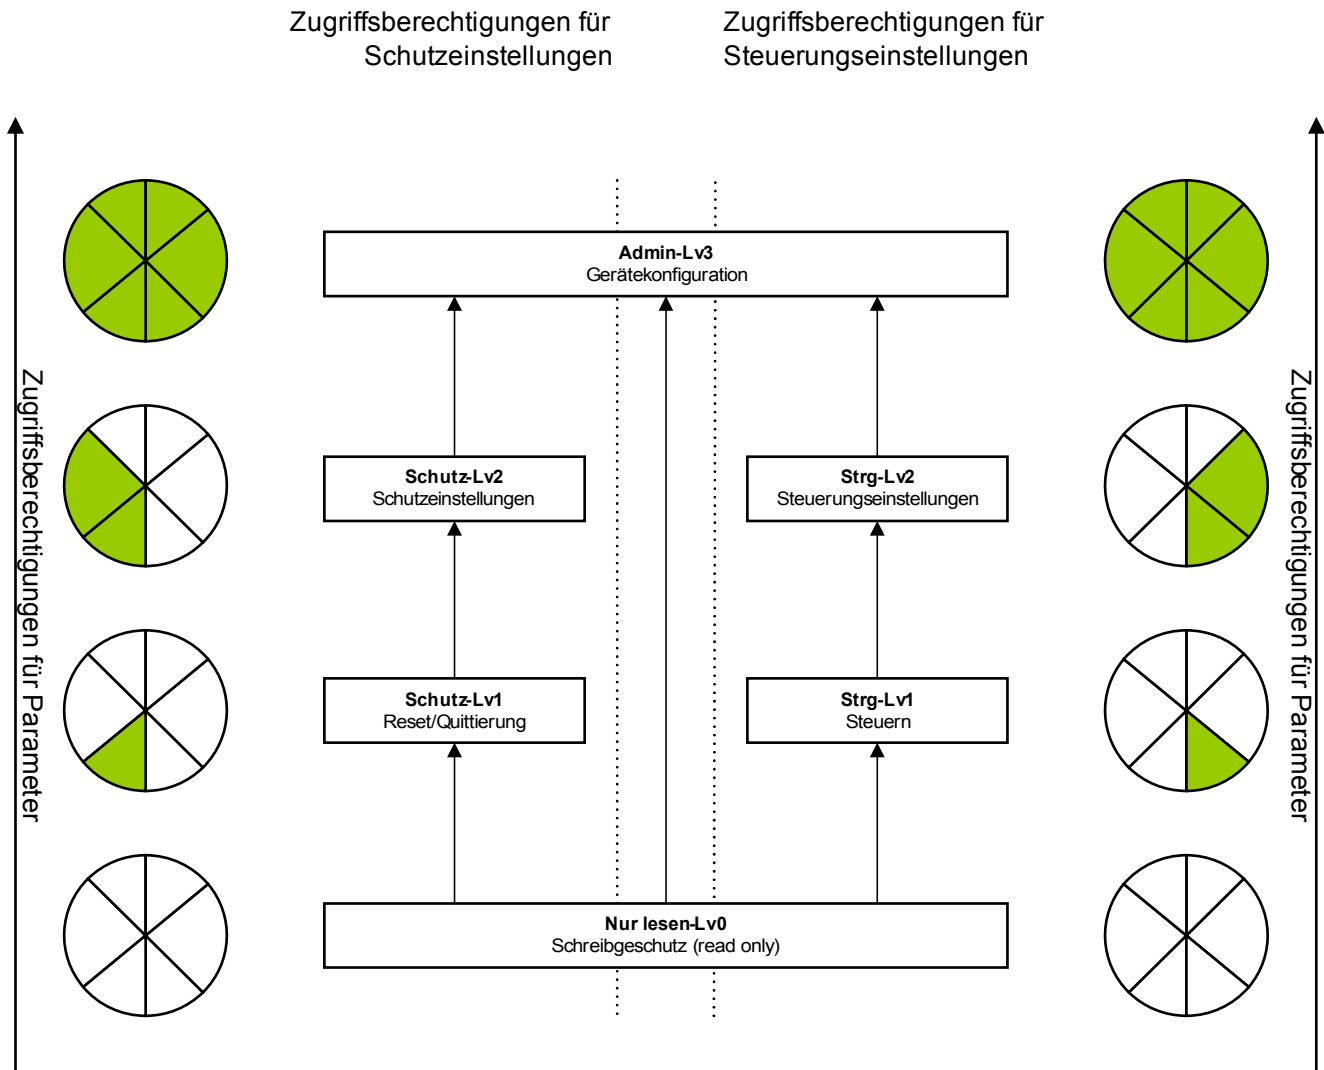 Zugriffsberechtigungen für
Schutzeinstellungen
Zugriffsberechtigungen für
Steuerungseinstellungen
Admin-Lv3
Gerätekonfiguration
Zugriffsberechtigungen für Parameter
Zugriffsberechtigungen für Parameter
Schutz-Lv2
Schutzeinstellungen
Strg-Lv2
Steuerungseinstellungen
Schutz-Lv1
Reset/Quittierung
Strg-Lv1
Steuern
Nur lesen-Lv0
Schreibgeschutz (read only)